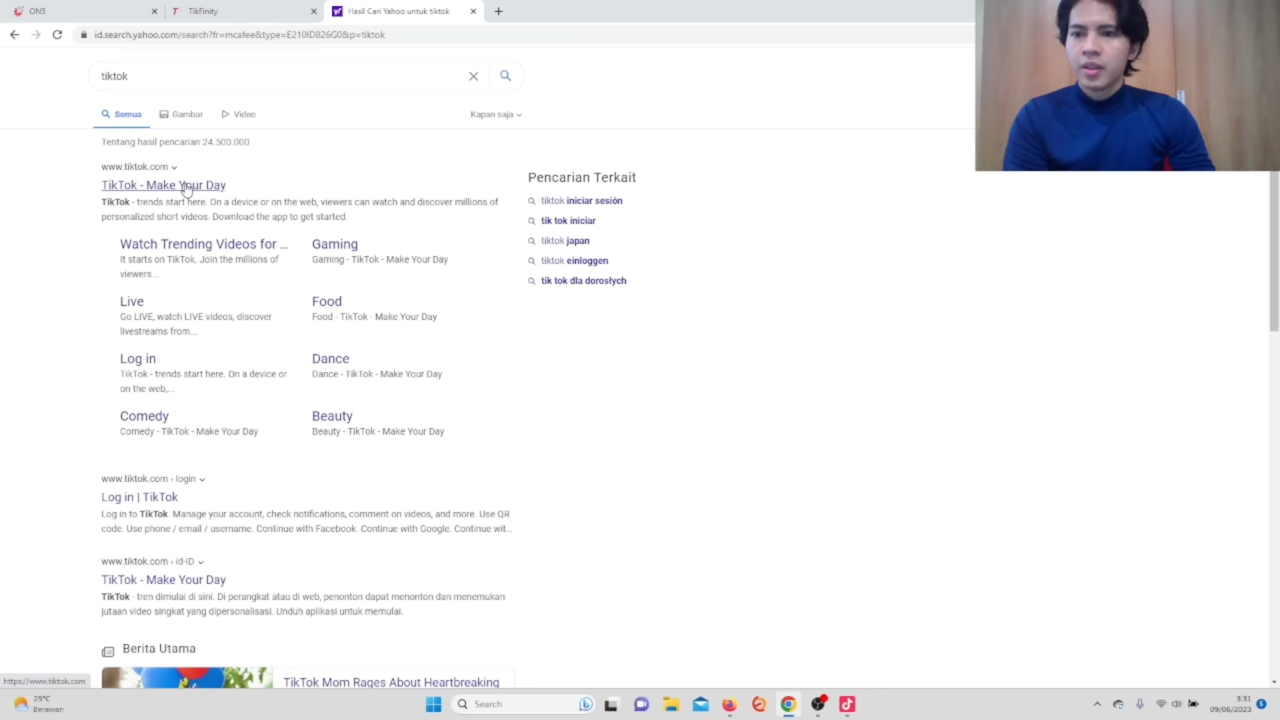 ONS
TikFinity
Hasil Cari Yahoo untuk tiktok
id.search.yahoo.com/search?fr=mcafee&type=E210ID826G0&p=tiktok
tiktok
Semua
Gambar
Video
Kapan saja
Tentang hasil pencarian 24.500.000
www.tiktok.com
TikTok - Make Your Day
TikTok - trends start here. On a device or on the web, viewers can watch and discover millions of
personalized short videos. Download the app to get started.
Watch Trending Videos for ...
It starts on TikTok. Join the millions of
viewers...
Gaming
Gaming - TikTok - Make Your Day
Live
Go LIVE, watch LIVE videos, discover
livestreams from...
Food
Food - TikTok - Make Your Day
Log in
TikTok - trends start here. On a device or
on the web,...
Dance
Dance - TikTok - Make Your Day
Comedy
Comedy - TikTok - Make Your Day
Beauty
Beauty - TikTok - Make Your Day
www.tiktok.com › login
Log in | TikTok
Log in to TikTok. Manage your account, check notifications, comment on videos, and more. Use QR
code. Use phone / email / username. Continue with Facebook. Continue with Google. Continue wit...
www.tiktok.com › id-ID
TikTok - Make Your Day
TikTok - tren dimulai di sini. Di perangkat atau di web, penonton dapat menonton dan menemukan
jutaan video singkat yang dipersonalisasi. Unduh aplikasi untuk memulai.
Berita Utama
TikTok Mom Rages About Heartbreaking
Pencarian Terkait
tiktok iniciar sesión
tik tok iniciar
tiktok japan
tiktok einloggen
tik tok dla dorosłych
https://www.tiktok.com
25°C
Berawan
Search
3:31
09/06/2023